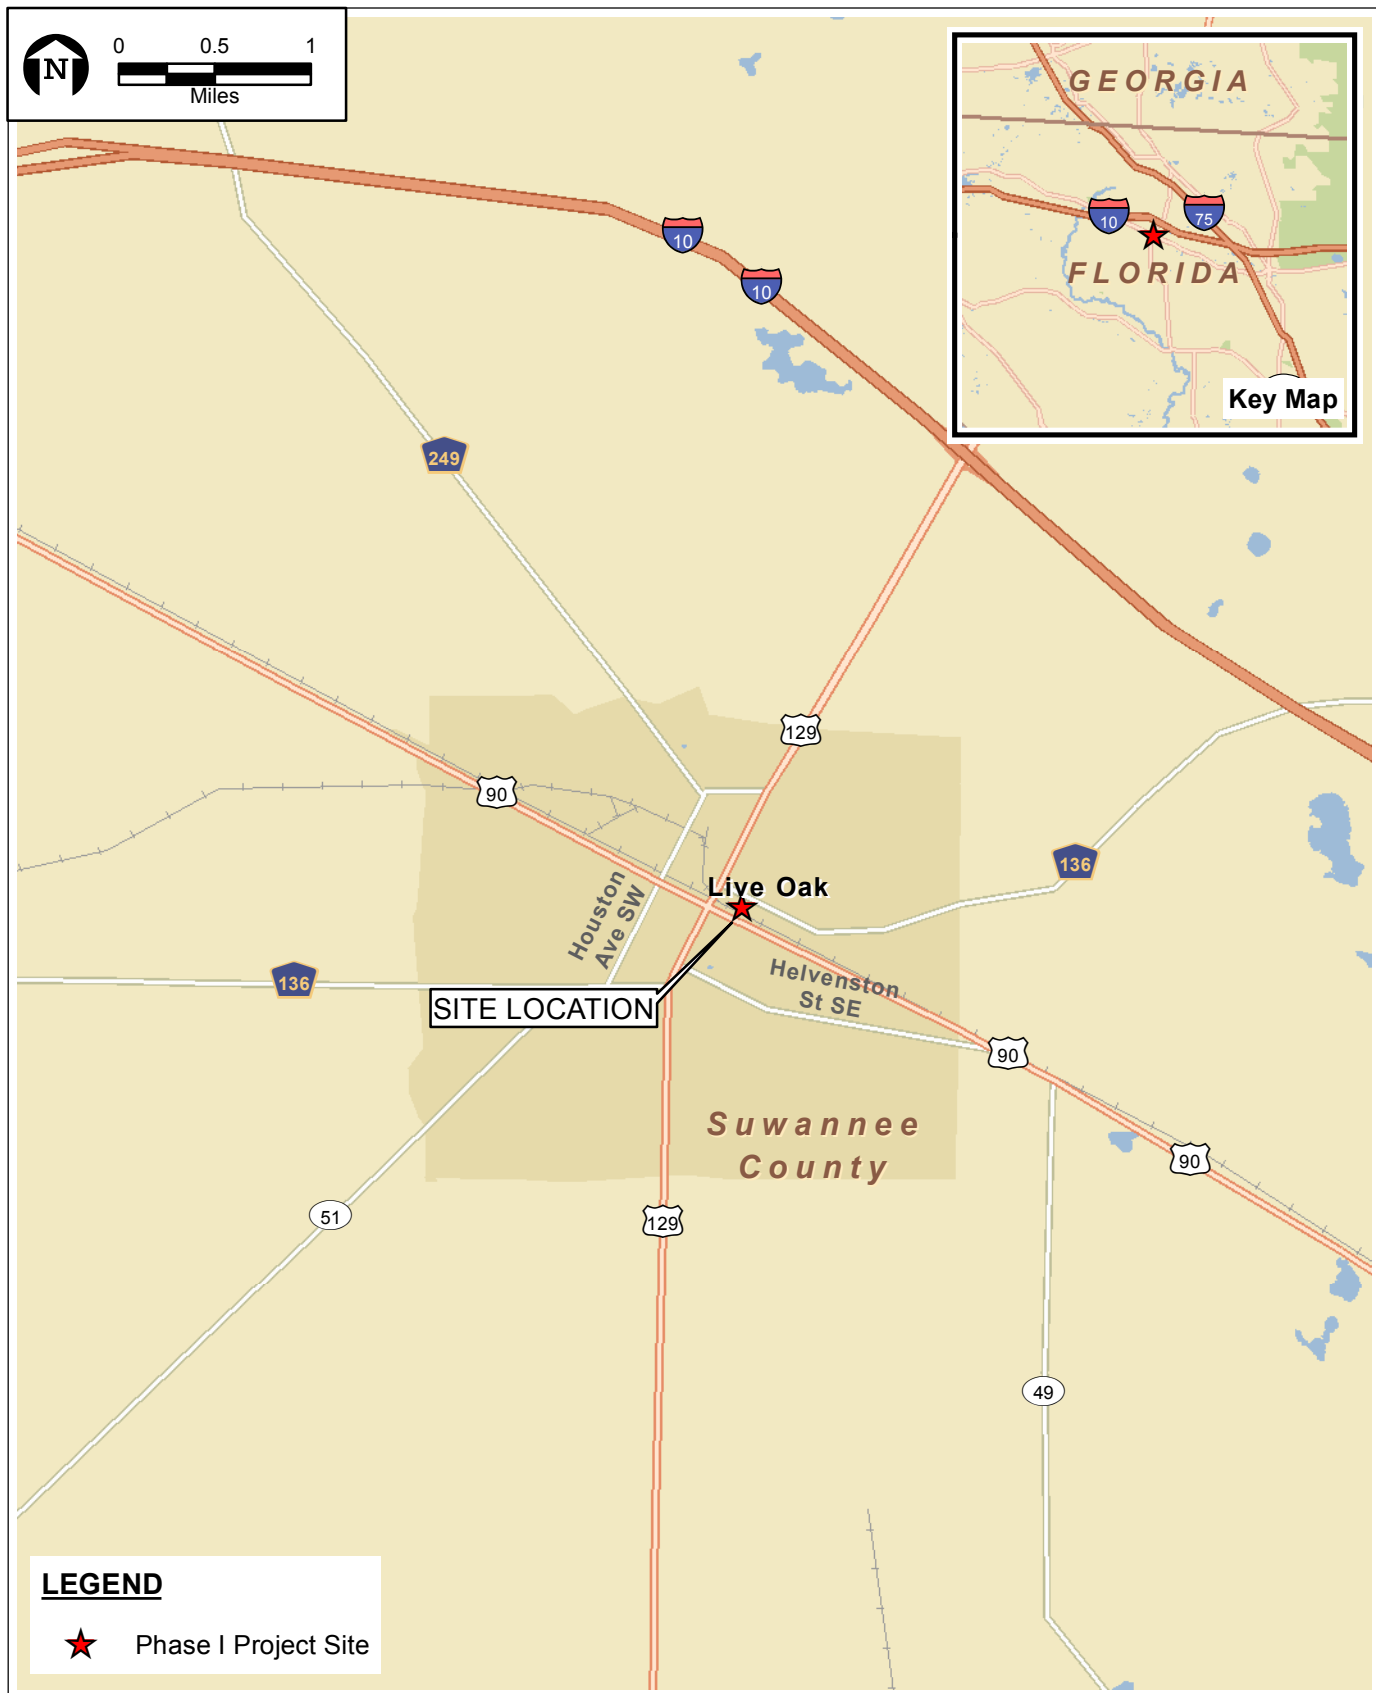 N
0 0.5 1
Miles
GEORGIA
10
75
FLORIDA
Key Map
10
10
249
129
90
136
Live Oak
Houston
Ave SW
136
Helvenston
St SE
SITE LOCATION
90
Suwannee
County
90
51
129
49
LEGEND
Phase I Project Site